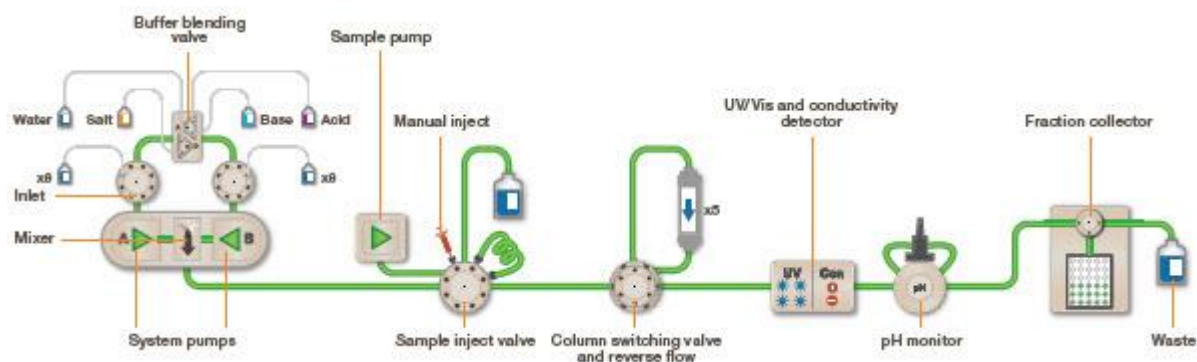 Buffer blending
valve
Sample pump
Water
Salt
Base
Acid
Manual inject
UV/Vis and conductivity
detector
Fraction collector
x8
x8
Inlet
x5
Mixer
A
B
UV
Con
pH
System pumps
Sample inject valve
Column switching valve
and reverse flow
pH monitor
Waste